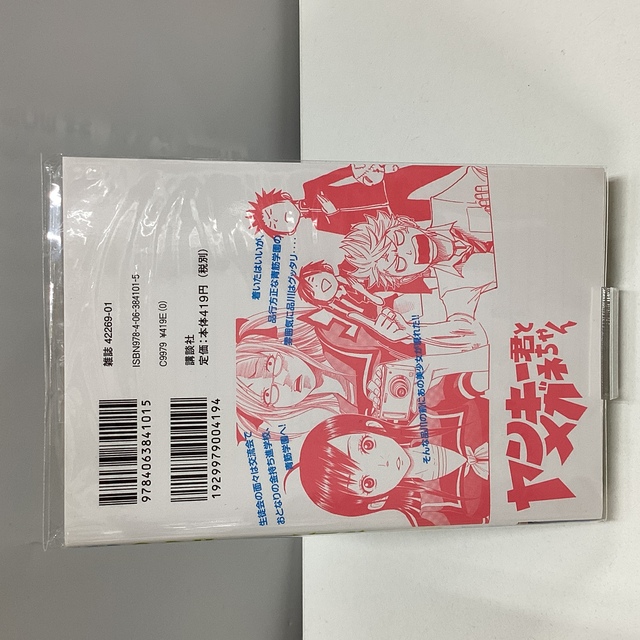 ヤンキー君と
メガネちゃん
生徒会の面々は交流会で
おとなりの金持ち進学校、
青筋学園へ!
着いたはいいが、
品行方正な青筋学園の
雰囲気に品川はグッタリ‥‥
そんな品川の前にあの美少女が現れた!!
9784063841015
1929979004194
雑誌 42269-01
ISBN978-4-06-384101-5
C9979 ¥419E(0)
講談社
定価:本体419円(税別)